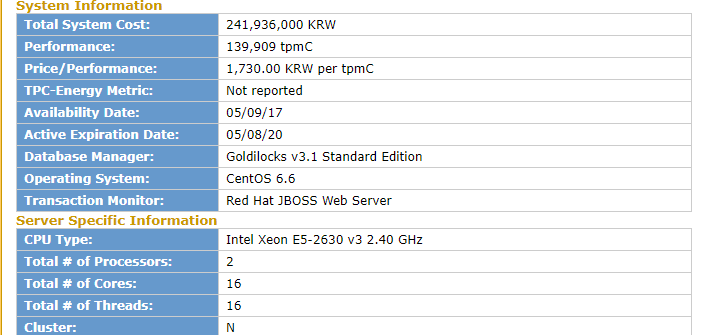 System Information
Total System Cost: 241,936,000 KRW
Performance: 139,909 tpmC
Price/Performance: 1,730.00 KRW per tpmC
TPC-Energy Metric: Not reported
Availability Date: 05/09/17
Active Expiration Date: 05/08/20
Database Manager: Goldilocks v3.1 Standard Edition
Operating System: CentOS 6.6
Transaction Monitor: Red Hat JBOSS Web Server
Server Specific Information
CPU Type: Intel Xeon E5-2630 v3 2.40 GHz
Total # of Processors: 2
Total # of Cores: 16
Total # of Threads: 16
Cluster: N